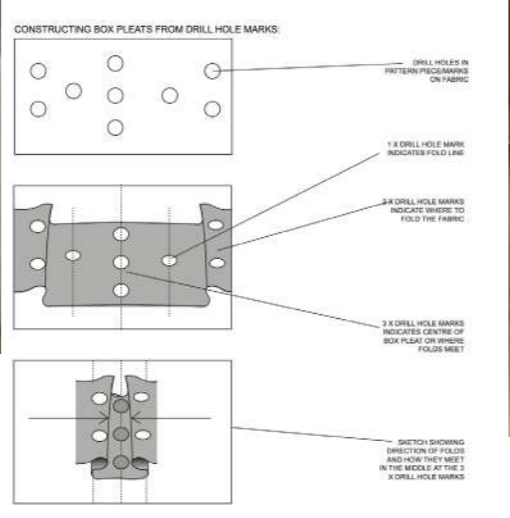 CONSTRUCTING BOX PLEATS FROM DRILL HOLE MARKS:
DRILL HOLES IN
PATTERN PIECE/MARKS
ON FABRIC
1 X DRILL HOLE MARK
INDICATES FOLD LINE
2 X DRILL HOLE MARKS
INDICATE WHERE TO
FOLD THE FABRIC
3 X DRILL HOLE MARKS
INDICATES CENTRE OF
BOX PLEAT OR WHERE
FOLDS MEET
SKETCH SHOWING
DIRECTION OF FOLDS
AND HOW THEY MEET
IN THE MIDDLE AT THE 3
X DRILL HOLE MARKS